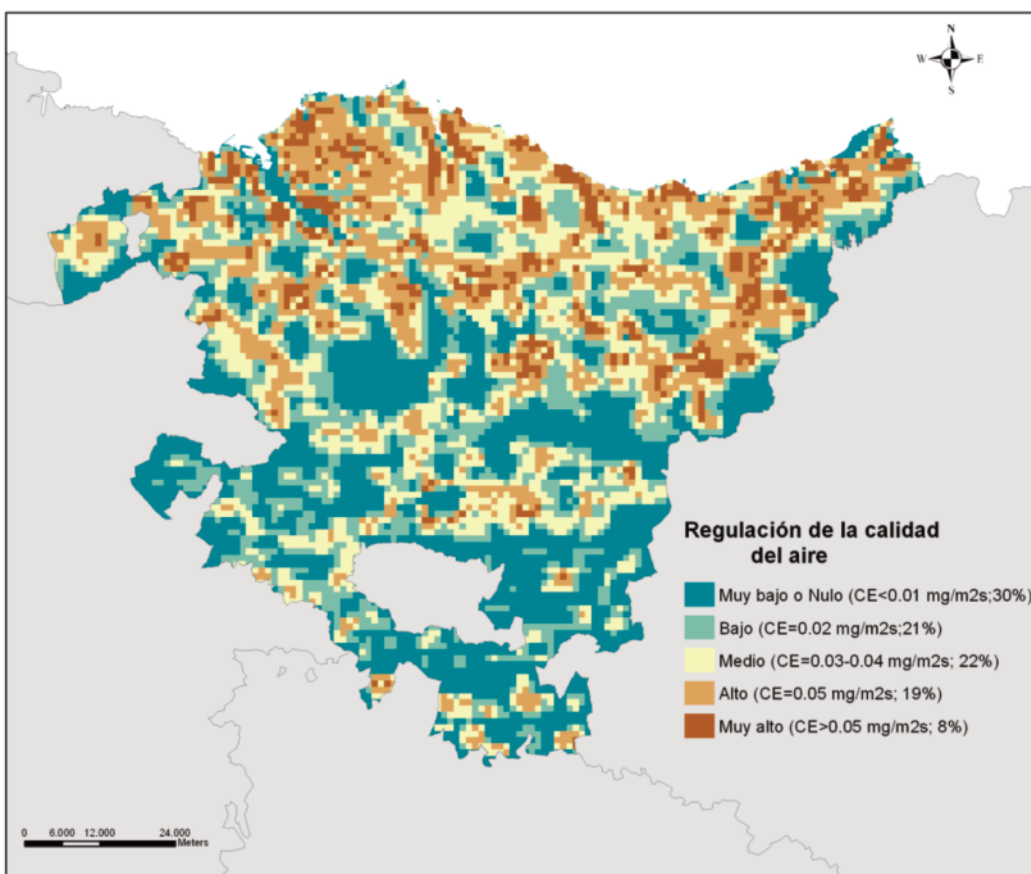 N
W E
S
Regulación de la calidad
del aire
Muy bajo o Nulo (CE<0.01 mg/m2s;30%)
Bajo (CE=0.02 mg/m2s;21%)
Medio (CE=0.03-0.04 mg/m2s; 22%)
Alto (CE=0.05 mg/m2s; 19%)
Muy alto (CE>0.05 mg/m2s; 8%)
0 6.000 12.000 24.000
Meters